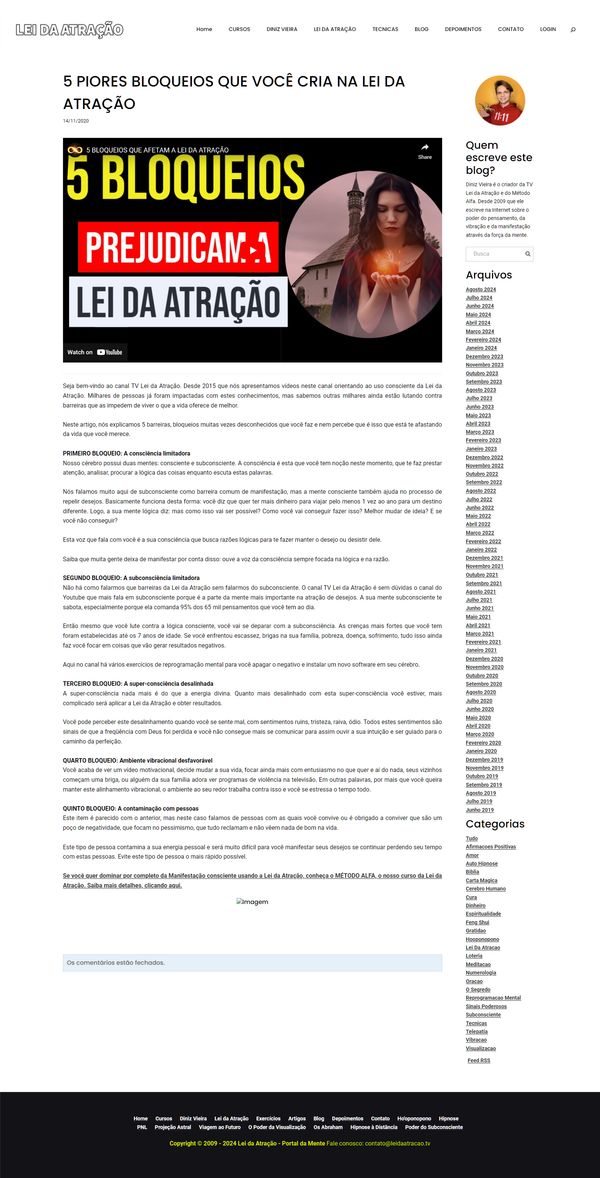 LEI DA ATRAÇÃO
Home CURSOS DINIZ VIEIRA LEI DA ATRAÇÃO TECNICAS BLOG DEPOIMENTOS CONTATO LOGIN
5 PIORES BLOQUEIOS QUE VOCÊ CRIA NA LEI DA
ATRAÇÃO
14/11/2020
5 BLOQUEIOS QUE AFETAM A LEI DA ATRAÇÃO
Share
5 BLOQUEIOS
PREJUDICAM A
LEI DA ATRAÇÃO
Watch on YouTube
Seja bem-vindo ao canal TV Lei da Atração. Desde 2015 que nós apresentamos vídeos neste canal orientando ao uso consciente da Lei da
Atração. Milhares de pessoas já foram impactadas com estes conhecimentos, mas sabemos outras milhares ainda estão lutando contra
barreiras que as impedem de viver o que a vida oferece de melhor.
Neste artigo, nós explicamos 5 barreiras, bloqueios muitas vezes desconhecidos que você faz e nem percebe que é isso que está te afastando
da vida que você merece.
PRIMEIRO BLOQUEIO: A consciência limitadora
Nosso cérebro possui duas mentes: consciente e subconsciente. A consciência é esta que você tem noção neste momento, que te faz prestar
atenção, analisar, procurar a lógica das coisas enquanto escuta estas palavras.
Nós falamos muito aqui de subconsciente como barreira comum de manifestação, mas a mente consciente também ajuda no processo de
repelir desejos. Basicamente funciona desta forma: você diz que quer ter mais dinheiro para viajar pelo menos 1 vez ao ano para um destino
diferente. Logo, a sua mente lógica diz: mas como isso vai ser possível? Como você vai conseguir fazer isso? Melhor mudar de ideia? E se
você não conseguir?
Esta voz que fala com você é a sua consciência que busca razões lógicas para te fazer manter o desejo ou desistir dele.
Saiba que muita gente deixa de manifestar por conta disso: ouve a voz da consciência sempre focada na lógica e na razão.
SEGUNDO BLOQUEIO: A subconsciência limitadora
Não há como falarmos que barreiras da Lei da Atração sem falarmos do subconsciente. O canal TV Lei da Atração é sem dúvidas o canal do
Youtube que mais fala em subconsciente porque é a parte da mente mais importante na atração de desejos. A sua mente subconsciente te
sabota, especialmente porque ela comanda 95% dos 65 mil pensamentos que você tem ao dia.
Então mesmo que você lute contra a lógica consciente, você vai se deparar com a subconsciência. As crenças mais fortes que você tem
foram estabelecidas até os 7 anos de idade. Se você enfrentou escassez, brigas na sua família, pobreza, doença, sofrimento, tudo isso ainda
faz você focar em coisas que vão gerar resultados negativos.
Aqui no canal há vários exercícios de reprogramação mental para você apagar o negativo e instalar um novo software em seu cérebro.
TERCEIRO BLOQUEIO: A super-consciência desalinhada
A super-consciência nada mais é do que a energia divina. Quanto mais desalinhado com esta super-consciência você estiver, mais
complicado será aplicar a Lei da Atração e obter resultados.
Você pode perceber este desalinhamento quando você se sente mal, com sentimentos ruins, tristeza, raiva, ódio. Todos estes sentimentos são
sinais de que a freqüência com Deus foi perdida e você não consegue mais se comunicar para assim ouvir a sua intuição e ser guiado para o
caminho da perfeição.
QUARTO BLOQUEIO: Ambiente vibracional desfavorável
Você acaba de ver um vídeo motivacional, decide mudar a sua vida, focar ainda mais com entusiasmo no que quer e aí do nada, seus vizinhos
começam uma briga, ou alguém da sua família adora ver programas de violência na televisão. Em outras palavras, por mais que você queira
manter este alinhamento vibracional, o ambiente ao seu redor trabalha contra isso e você se estressa o tempo todo.
QUINTO BLOQUEIO: A contaminação com pessoas
Este item é parecido com o anterior, mas neste caso falamos de pessoas com as quais você convive ou é obrigado a conviver que são um
poço de negatividade, que focam no pessimismo, que tudo reclamam e não vêem nada de bom na vida.
Este tipo de pessoa contamina a sua energia pessoal e será muito difícil para você manifestar seus desejos se continuar perdendo seu tempo
com estas pessoas. Evite este tipo de pessoa o mais rápido possível.
Se você quer dominar por completo da Manifestação consciente usando a Lei da Atração, conheça o MÉTODO ALFA, o nosso curso da Lei da
Atração. Saiba mais detalhes, clicando aqui.
Imagem
Os comentários estão fechados.
11:11
Quem
escreve este
blog?
Diniz Vieira é o criador da TV
Lei da Atração e do Método
Alfa. Desde 2009 que ele
escreve na Internet sobre o
poder do pensamento, da
vibração e da manifestação
através da força da mente.
Busca
Arquivos
Agosto 2024
Julho 2024
Junho 2024
Maio 2024
Abril 2024
Março 2024
Fevereiro 2024
Janeiro 2024
Dezembro 2023
Novembro 2023
Outubro 2023
Setembro 2023
Agosto 2023
Julho 2023
Junho 2023
Maio 2023
Abril 2023
Março 2023
Fevereiro 2023
Janeiro 2023
Dezembro 2022
Novembro 2022
Outubro 2022
Setembro 2022
Agosto 2022
Julho 2022
Junho 2022
Maio 2022
Abril 2022
Março 2022
Fevereiro 2022
Janeiro 2022
Dezembro 2021
Novembro 2021
Outubro 2021
Setembro 2021
Agosto 2021
Julho 2021
Junho 2021
Maio 2021
Abril 2021
Março 2021
Fevereiro 2021
Janeiro 2021
Dezembro 2020
Novembro 2020
Outubro 2020
Setembro 2020
Agosto 2020
Julho 2020
Junho 2020
Maio 2020
Abril 2020
Março 2020
Fevereiro 2020
Janeiro 2020
Dezembro 2019
Novembro 2019
Outubro 2019
Setembro 2019
Agosto 2019
Julho 2019
Junho 2019
Categorias
Tudo
Afirmacoes Positivas
Amor
Auto Hipnose
Biblia
Carta Magica
Cerebro Humano
Cura
Dinheiro
Espiritualidade
Feng Shui
Gratidao
Hooponopono
Lei Da Atracao
Loteria
Meditacao
Numerologia
Oracao
O Segredo
Reprogramacao Mental
Sinais Poderosos
Subconsciente
Tecnicas
Telepatia
Vibracao
Visualizacao
Feed RSS
Home Cursos Diniz Vieira Lei da Atração Exercícios Artigos Blog Depoimentos Contato Ho'oponopono Hipnose
PNL Projeção Astral Viagem ao Futuro O Poder da Visualização Os Abraham Hipnose à Distância Poder do Subconsciente
Copyright © 2009 - 2024 Lei da Atração - Portal da Mente Fale conosco: contato@leidaatracao.tv